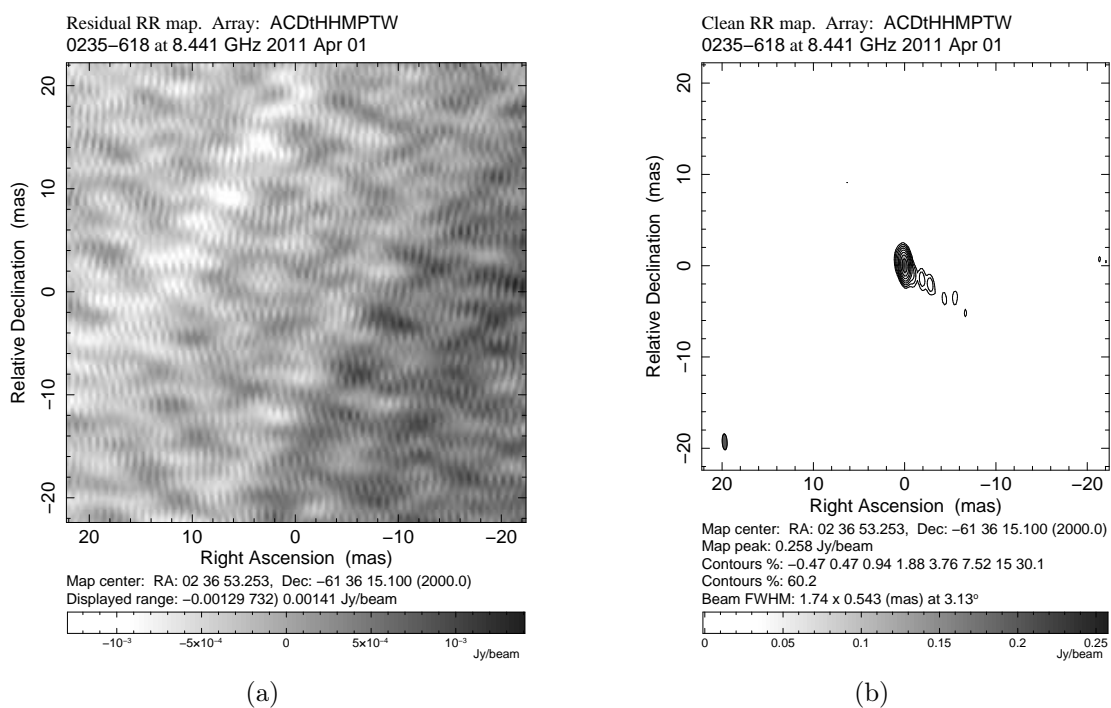 Residual RR map. Array: ACDtHHMPTW
0235−618 at 8.441 GHz 2011 Apr 01
Relative Declination (mas)
20
10
0
−10
−20
20 10 0 −10 −20
Right Ascension (mas)
Map center: RA: 02 36 53.253, Dec: −61 36 15.100 (2000.0)
Displayed range: −0.00129 732) 0.00141 Jy/beam
−10⁻³ −5×10⁻⁴ 0 5×10⁻⁴ 10⁻³
Jy/beam
(a)
Clean RR map. Array: ACDtHHMPTW
0235−618 at 8.441 GHz 2011 Apr 01
Relative Declination (mas)
20
10
0
−10
−20
20 10 0 −10 −20
Right Ascension (mas)
Map center: RA: 02 36 53.253, Dec: −61 36 15.100 (2000.0)
Map peak: 0.258 Jy/beam
Contours %: −0.47 0.47 0.94 1.88 3.76 7.52 15 30.1
Contours %: 60.2
Beam FWHM: 1.74 x 0.543 (mas) at 3.13°
0 0.05 0.1 0.15 0.2 0.25
Jy/beam
(b)